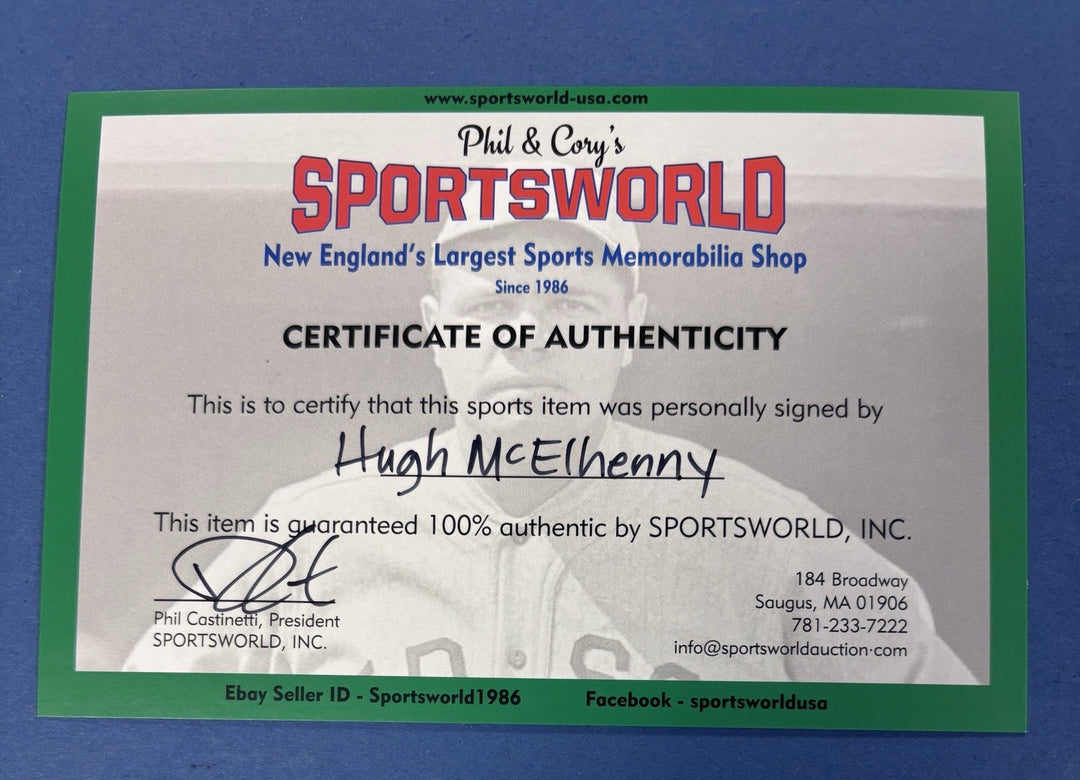 www.sportsworld-usa.com
Phil & Cory's
SPORTSWORLD
New England's Largest Sports Memorabilia Shop
Since 1986
CERTIFICATE OF AUTHENTICITY
This is to certify that this sports item was personally signed by
Hugh McElhenny
This item is guaranteed 100% authentic by SPORTSWORLD, INC.
Phil Castinetti, President
SPORTSWORLD, INC.
184 Broadway
Saugus, MA 01906
781-233-7222
info@sportsworldauction·com
Ebay Seller ID - Sportsworld1986
Facebook - sportsworldusa